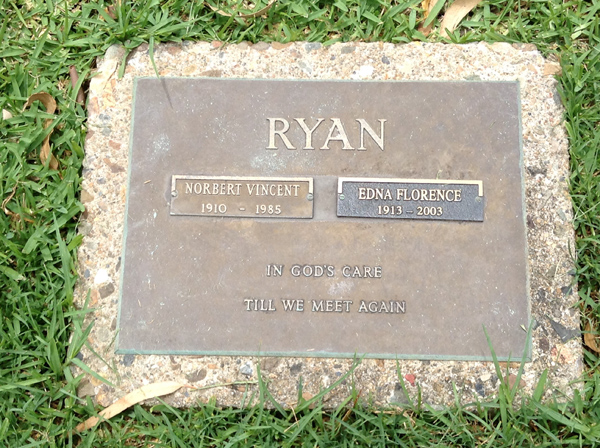 RYAN
NORBERT VINCENT
1910 - 1985
EDNA FLORENCE
1913 - 2003
IN GOD'S CARE
TILL WE MEET AGAIN